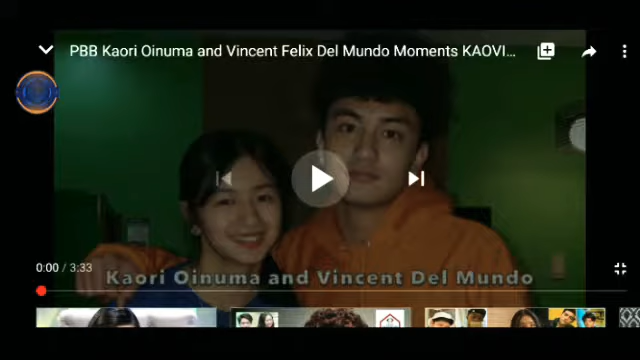 PBB Kaori Oinuma and Vincent Felix Del Mundo Moments KAOVI...
0:00 / 3:33
Kaori Oinuma and Vincent Del Mundo